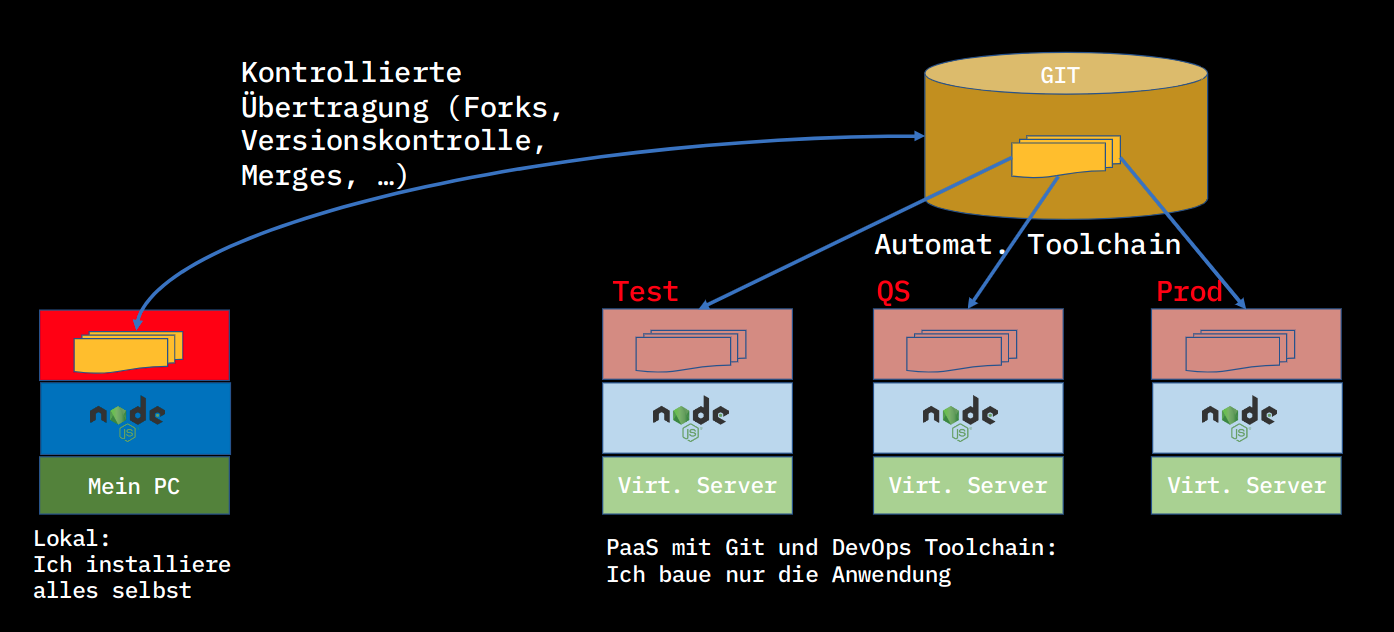 Kontrollierte
Übertragung (Forks,
Versionskontrolle,
Merges, …)
GIT
Automat. Toolchain
Test
QS
Prod
node
JS
node
JS
node
JS
node
JS
Mein PC
Virt. Server
Virt. Server
Virt. Server
Lokal:
Ich installiere
alles selbst
PaaS mit Git und DevOps Toolchain:
Ich baue nur die Anwendung